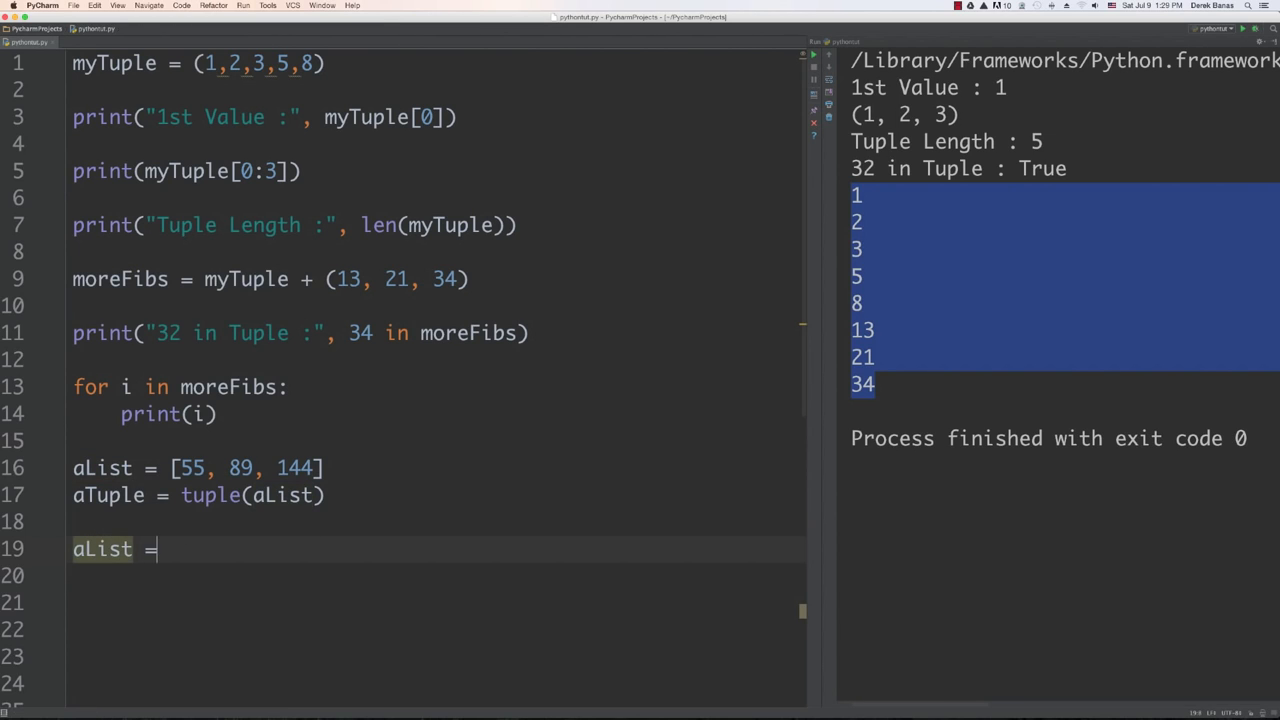 PyCharm File Edit View Navigate Code Refactor Run Tools VCS Window Help
10 Sat Jul 9 1:29 PM Derek Banas
pythontut.py - PycharmProjects - [~/PycharmProjects]
PycharmProjects pythontut.py pythontut
pythontut.py
Run pythontut
1 myTuple = (1,2,3,5,8)
2
3 print("1st Value :", myTuple[0])
4
5 print(myTuple[0:3])
6
7 print("Tuple Length :", len(myTuple))
8
9 moreFibs = myTuple + (13, 21, 34)
10
11 print("32 in Tuple :", 34 in moreFibs)
12
13 for i in moreFibs:
14 print(i)
15
16 aList = [55, 89, 144]
17 aTuple = tuple(aList)
18
19 aList =
20
21
22
23
24
/Library/Frameworks/Python.framework
1st Value : 1
(1, 2, 3)
Tuple Length : 5
32 in Tuple : True
1
2
3
5
8
13
21
34
Process finished with exit code 0
19:8 LF UTF-8